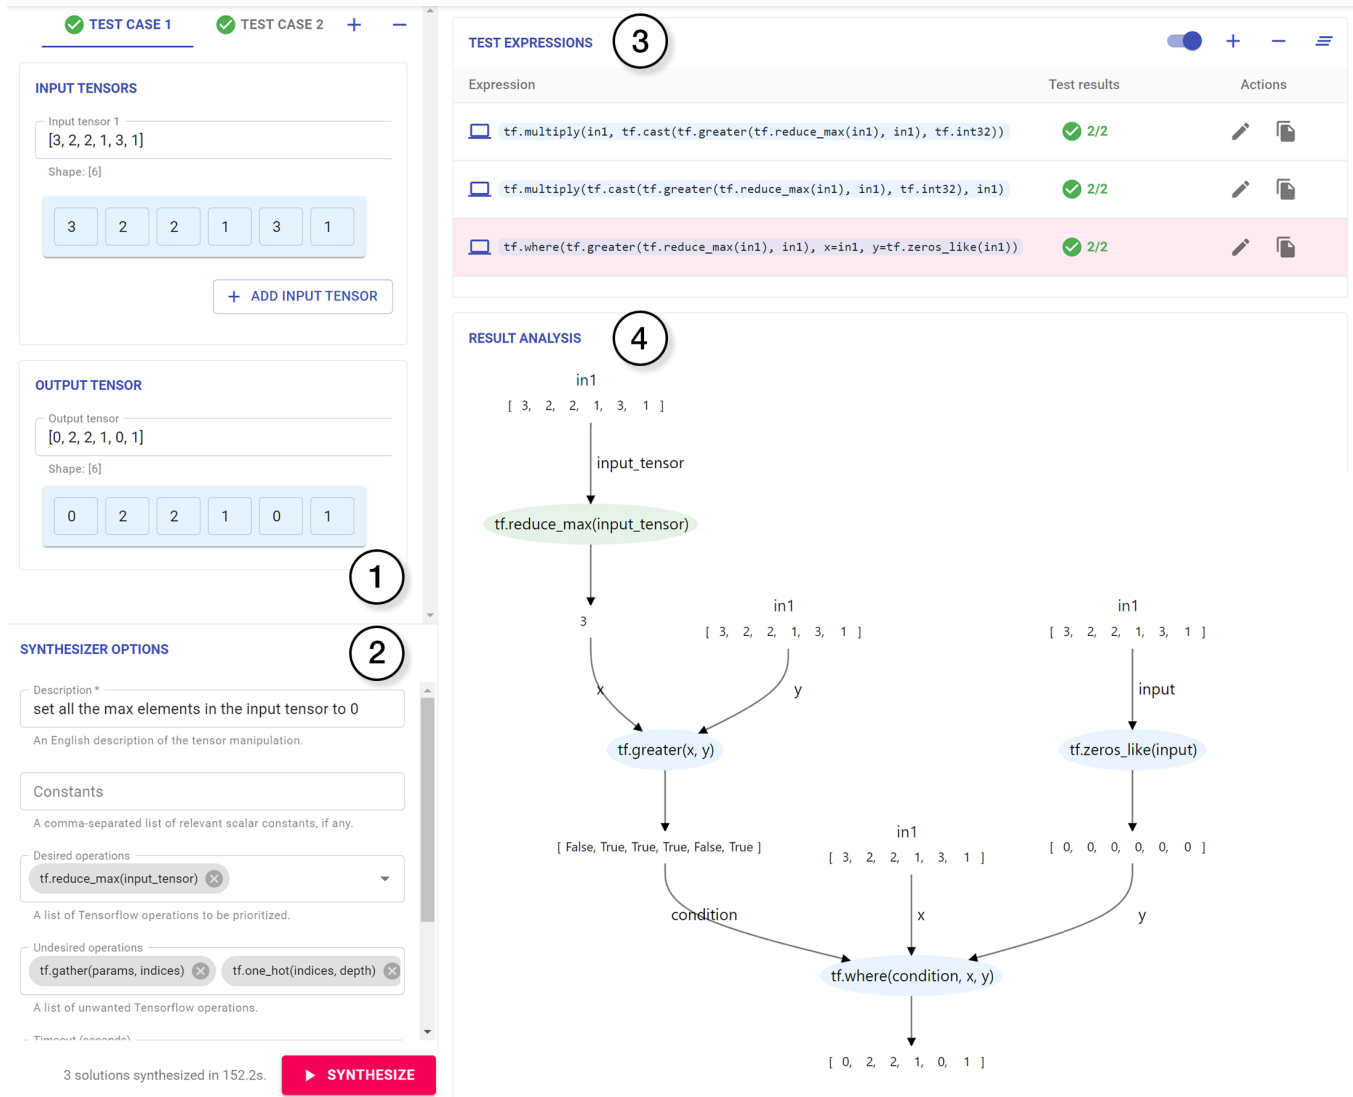 TEST CASE 1
TEST CASE 2
INPUT TENSORS
Input tensor 1
[3, 2, 2, 1, 3, 1]
Shape: [6]
3 2 2 1 3 1
ADD INPUT TENSOR
OUTPUT TENSOR
Output tensor
[0, 2, 2, 1, 0, 1]
Shape: [6]
0 2 2 1 0 1
1
SYNTHESIZER OPTIONS
2
Description *
set all the max elements in the input tensor to 0
An English description of the tensor manipulation.
Constants
A comma-separated list of relevant scalar constants, if any.
Desired operations
tf.reduce_max(input_tensor)
A list of Tensorflow operations to be prioritized.
Undesired operations
tf.gather(params, indices) tf.one_hot(indices, depth)
A list of unwanted Tensorflow operations.
Timeout (seconds)
3 solutions synthesized in 152.2s.
SYNTHESIZE
TEST EXPRESSIONS
3
Expression Test results Actions
tf.multiply(in1, tf.cast(tf.greater(tf.reduce_max(in1), in1), tf.int32)) 2/2
tf.multiply(tf.cast(tf.greater(tf.reduce_max(in1), in1), tf.int32), in1) 2/2
tf.where(tf.greater(tf.reduce_max(in1), in1), x=in1, y=tf.zeros_like(in1)) 2/2
RESULT ANALYSIS
4
in1
[ 3, 2, 2, 1, 3, 1 ]
input_tensor
tf.reduce_max(input_tensor)
3
in1
[ 3, 2, 2, 1, 3, 1 ]
in1
[ 3, 2, 2, 1, 3, 1 ]
x
y
input
tf.greater(x, y)
tf.zeros_like(input)
[ False, True, True, True, False, True ]
in1
[ 3, 2, 2, 1, 3, 1 ]
[ 0, 0, 0, 0, 0, 0 ]
condition
x
y
tf.where(condition, x, y)
[ 0, 2, 2, 1, 0, 1 ]